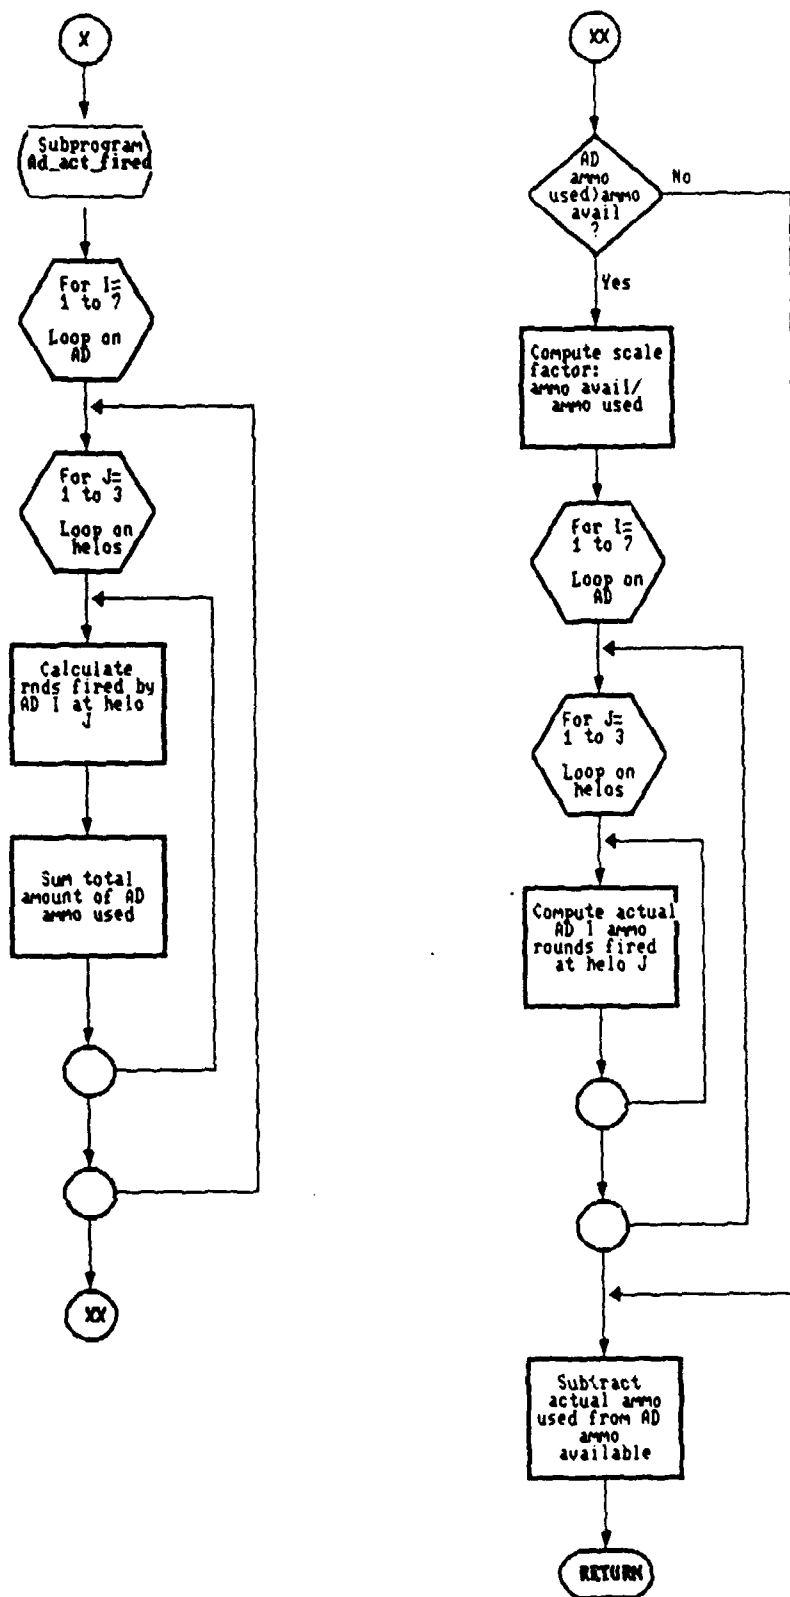 X
Subprogram
Ad_act_fired
For I=
1 to 7
Loop on
AD
For J=
1 to 3
Loop on
helos
Calculate
rnds fired by
AD I at helo
J
Sum total
amount of AD
ammo used
XX
XX
AD
ammo
used>ammo
avail
?
No
Yes
Compute scale
factor:
ammo avail/
ammo used
For I=
1 to 7
Loop on
AD
For J=
1 to 3
Loop on
helos
Compute actual
AD I ammo
rounds fired
at helo J
Subtract
actual ammo
used from AD
ammo
available
RETURN